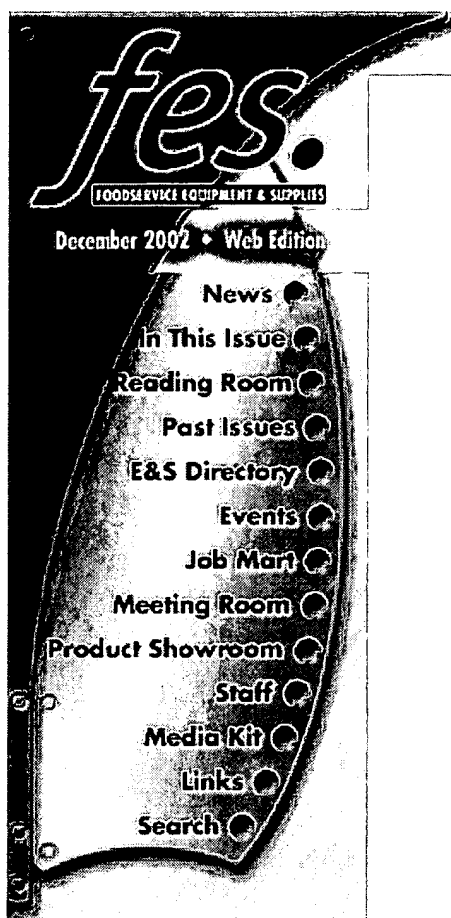 fes
FOODSERVICE EQUIPMENT & SUPPLIES
December 2002 • Web Edition
News
In This Issue
Reading Room
Past Issues
E&S Directory
Events
Job Mart
Meeting Room
Product Showroom
Staff
Media Kit
Links
Search